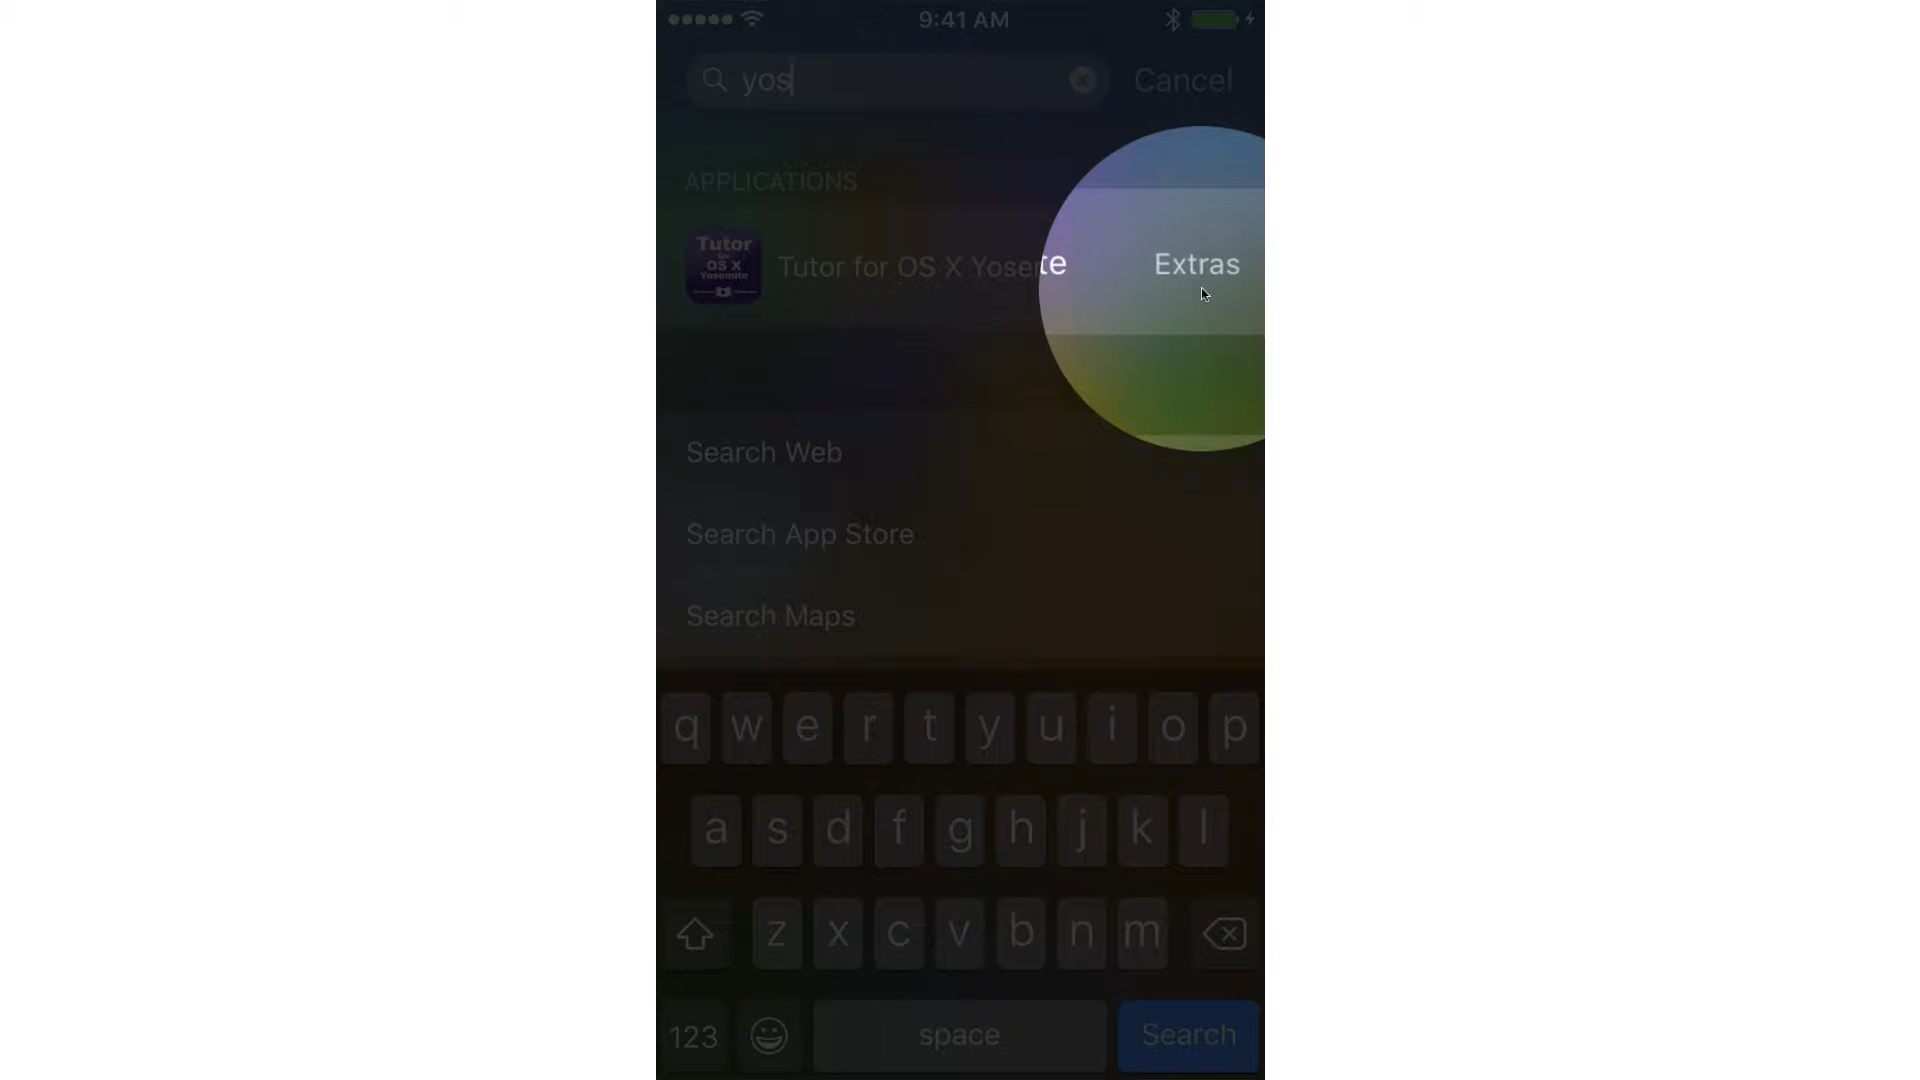 9:41 AM
yos
Cancel
APPLICATIONS
Tutor
for
OS X
Yosemite
Tutor for OS X Yosemite
Extras
Search Web
Search App Store
Search Maps
q w e r t y u i o p
a s d f g h j k l
z x c v b n m
123 space Search